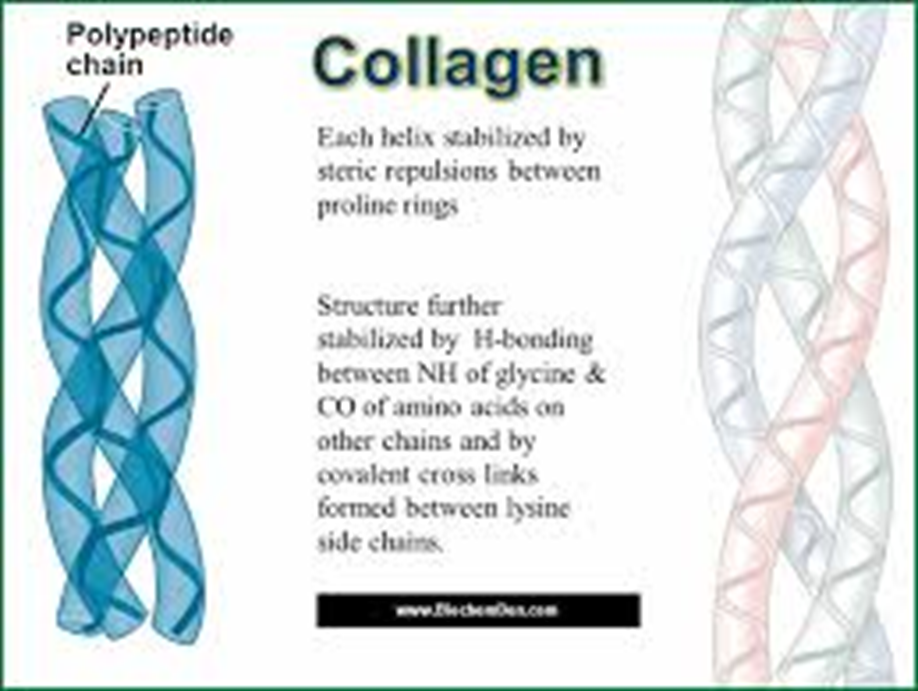 Polypeptide
chain
Collagen
Each helix stabilized by
steric repulsions between
proline rings
Structure further
stabilized by H-bonding
between NH of glycine &
CO of amino acids on
other chains and by
covalent cross links
formed between lysine
side chains.
www.BiochemDen.com